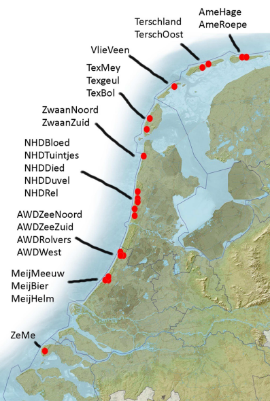 Terschland
TerschOost
AmeHage
AmeRoepe
VlieVeen
TexMey
Texgeul
TexBol
ZwaanNoord
ZwaanZuid
NHDBloed
NHDTuintjes
NHDDied
NHDDuvel
NHDRel
AWDZeeNoord
AWDZeeZuid
AWDRolvers
AWDWest
MeijMeeuw
MeijBier
MeijHelm
ZeMe